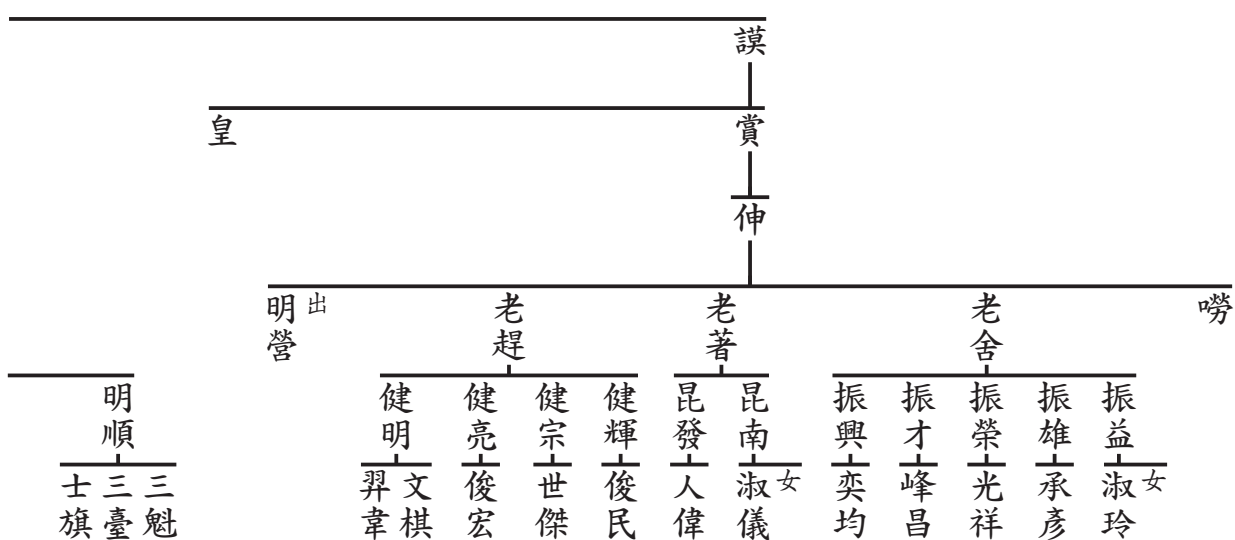 謨
賞
皇
伸
嘮
老舍
老著
老趕
出
明營
振益
振雄
振榮
振才
振興
昆南
昆發
健輝
健宗
健亮
健明
明順
女
淑玲
承彥
光祥
峰昌
奕均
女
淑儀
人偉
俊民
世傑
俊宏
文棋
羿韋
三魁
三臺
士旗